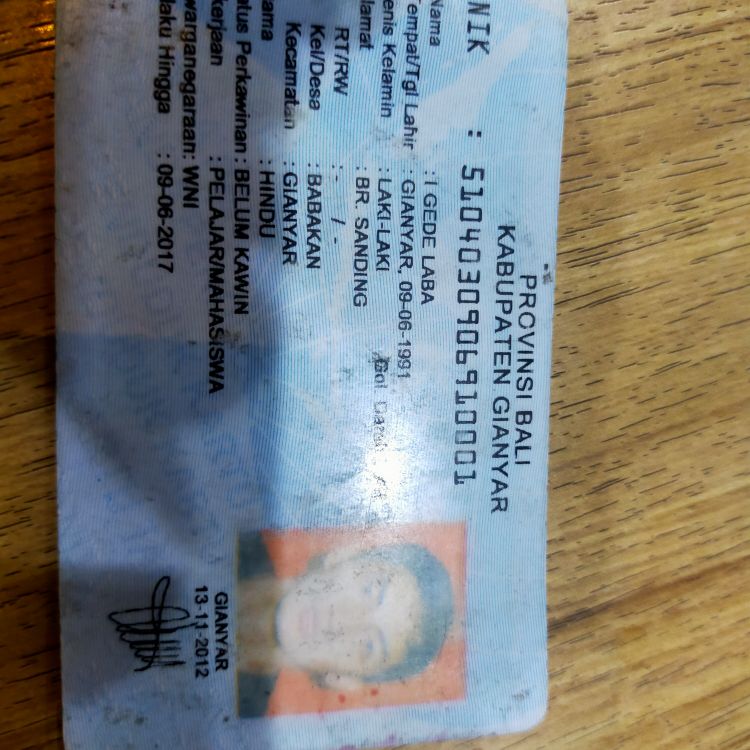 PROVINSI BALI
KABUPATEN GIANYAR
NIK : 5104030906910001
Nama : I GEDE LABA
empat/Tgl Lahir : GIANYAR, 09-06-1991
enis Kelamin : LAKI-LAKI Gol Darah
lamat : BR. SANDING
RT/RW : - / -
Kel/Desa : BABAKAN
Kecamatan : GIANYAR
ama : HINDU
atus Perkawinan : BELUM KAWIN
kerjaan : PELAJAR/MAHASISWA
warganegaraan : WNI
laku Hingga : 09-06-2017
GIANYAR
13-11-2012